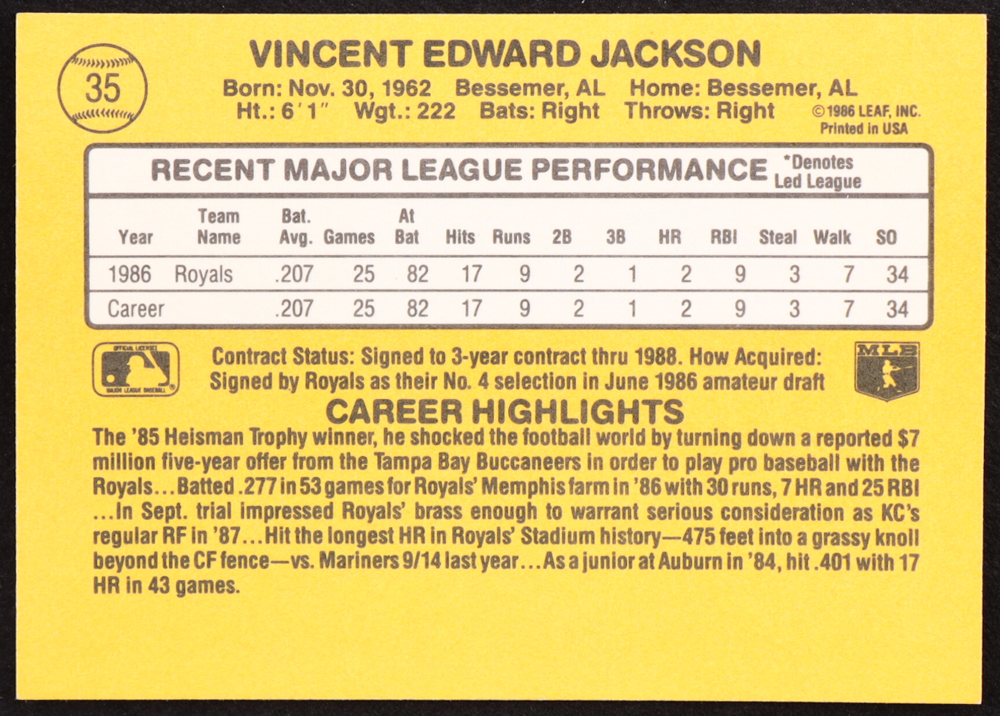 35
VINCENT EDWARD JACKSON
Born: Nov. 30, 1962 Bessemer, AL Home: Bessemer, AL
Ht.: 6'1" Wgt.: 222 Bats: Right Throws: Right
©1986 LEAF, INC.
Printed in USA
RECENT MAJOR LEAGUE PERFORMANCE *Denotes
Led League
Year Team Name Bat. Avg. Games At Bat Hits Runs 2B 3B HR RBI Steal Walk SO
1986 Royals .207 25 82 17 9 2 1 2 9 3 7 34
Career .207 25 82 17 9 2 1 2 9 3 7 34
OFFICIAL LICENSEE
MAJOR LEAGUE BASEBALL
Contract Status: Signed to 3-year contract thru 1988. How Acquired:
Signed by Royals as their No. 4 selection in June 1986 amateur draft
MLB
CAREER HIGHLIGHTS
The '85 Heisman Trophy winner, he shocked the football world by turning down a reported $7
million five-year offer from the Tampa Bay Buccaneers in order to play pro baseball with the
Royals...Batted .277 in 53 games for Royals' Memphis farm in '86 with 30 runs, 7 HR and 25 RBI
...In Sept. trial impressed Royals' brass enough to warrant serious consideration as KC's
regular RF in '87...Hit the longest HR in Royals' Stadium history—475 feet into a grassy knoll
beyond the CF fence—vs. Mariners 9/14 last year...As a junior at Auburn in '84, hit .401 with 17
HR in 43 games.